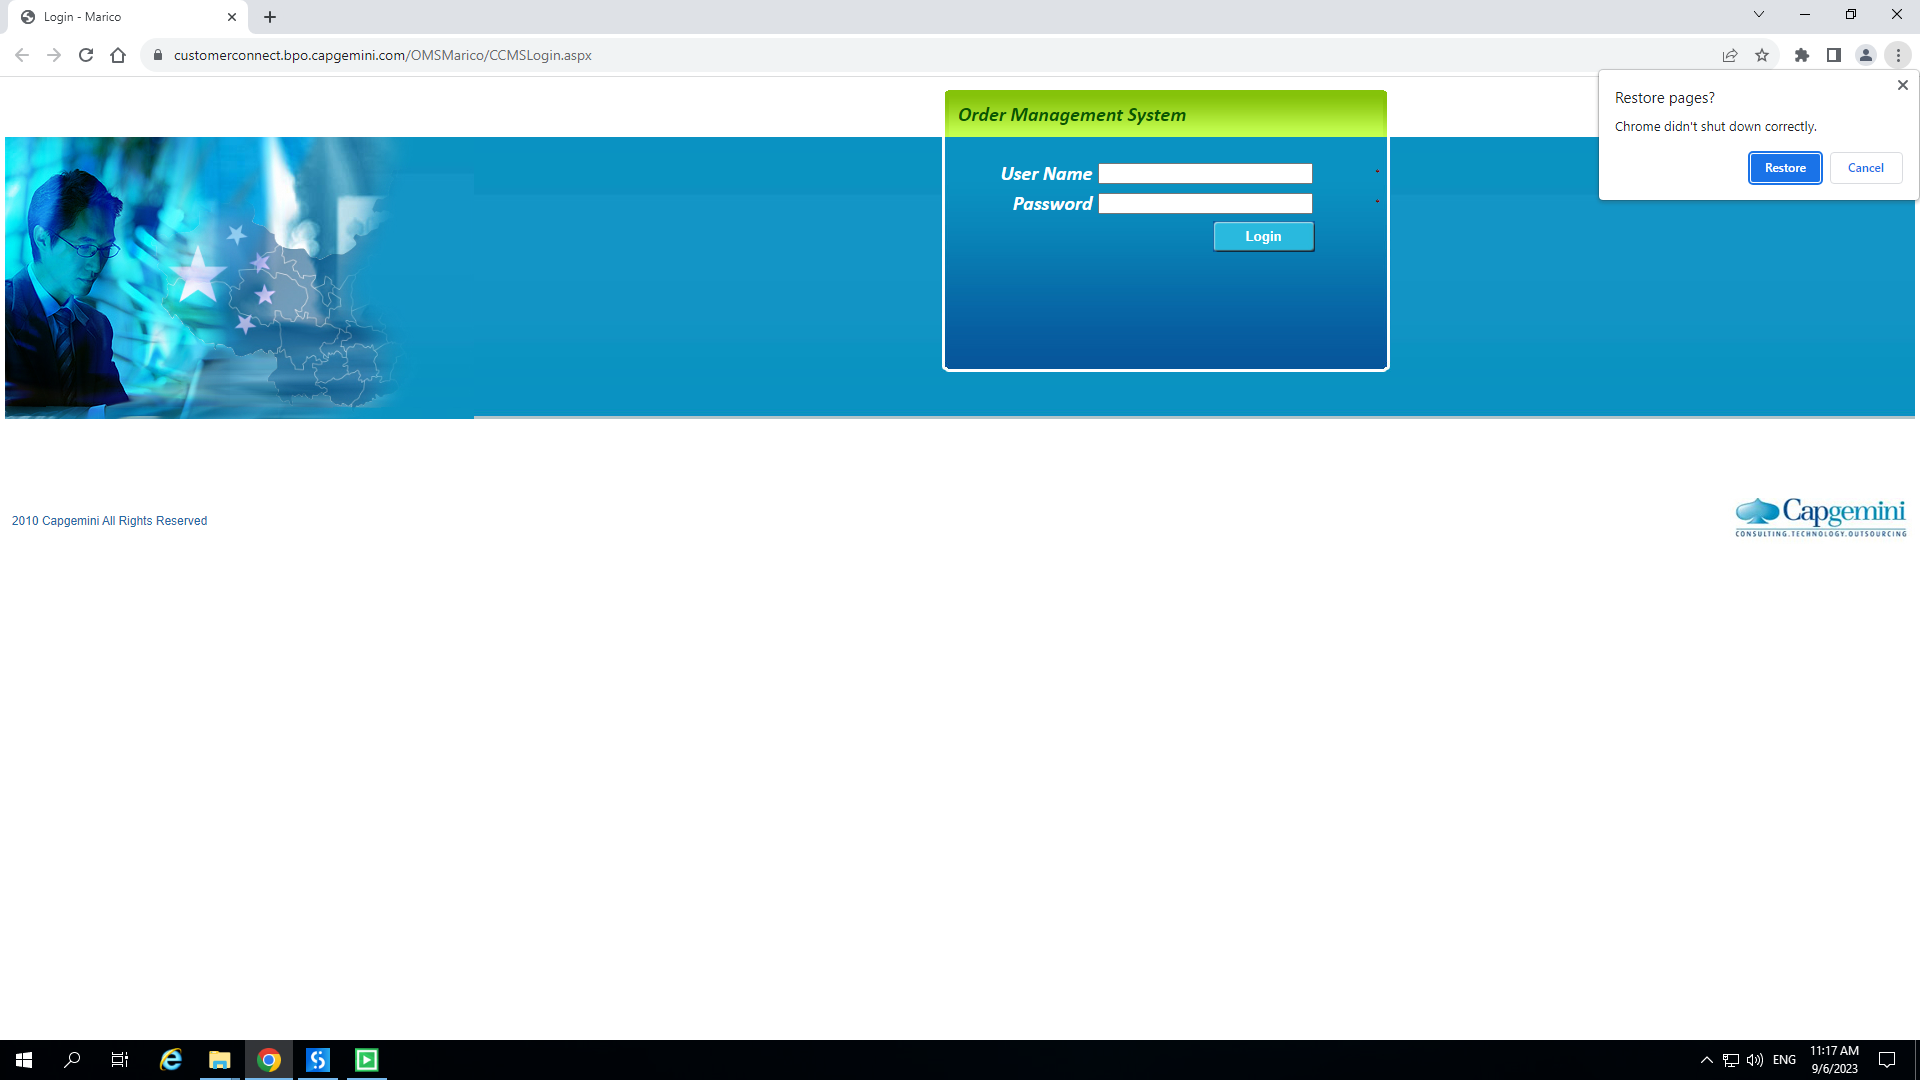 Login - Marico
customerconnect.bpo.capgemini.com/OMSMarico/CCMSLogin.aspx
Restore pages?
Chrome didn't shut down correctly.
Restore
Cancel
Order Management System
User Name
Password
Login
2010 Capgemini All Rights Reserved
Capgemini
CONSULTING.TECHNOLOGY.OUTSOURCING
ENG
11:17 AM
9/6/2023